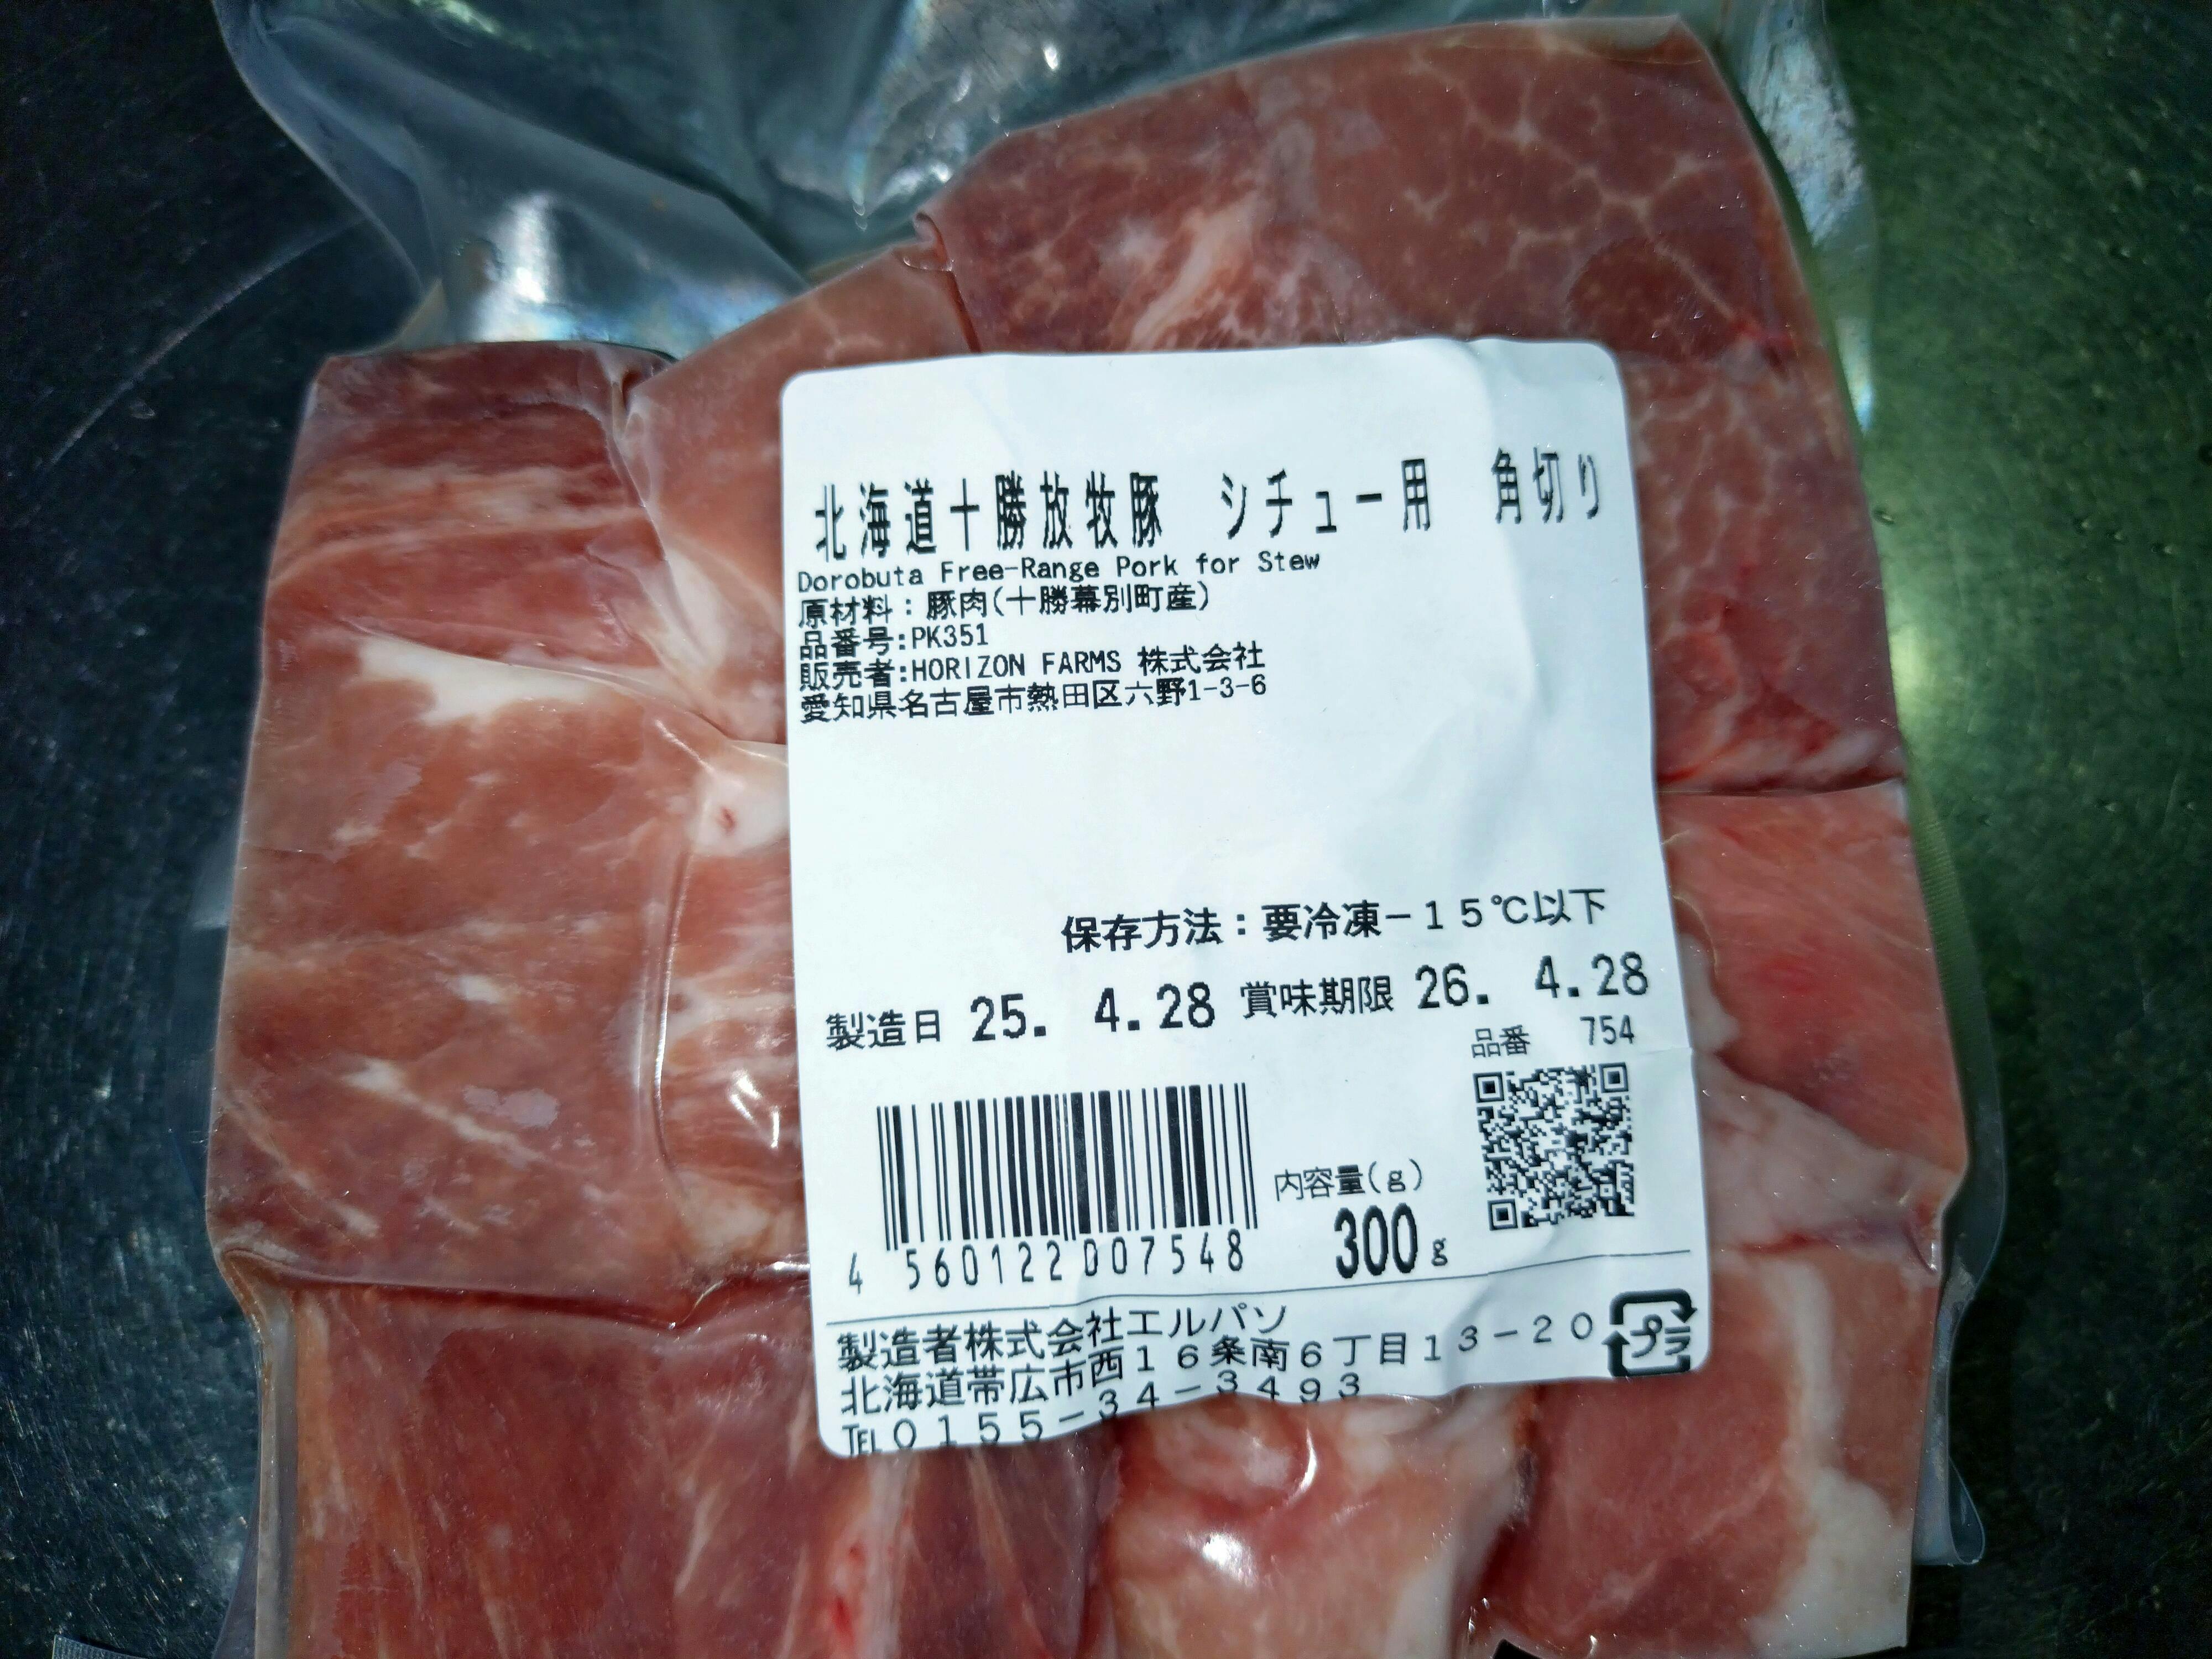 北海道十勝放牧豚 シチュー用 角切り
Dorobuta Free-Range Pork for Stew
原材料:豚肉(十勝幕別町産)
品番号:PK351
販売者:HORIZON FARMS 株式会社
愛知県名古屋市熱田区六野1-3-6
保存方法:要冷凍-15℃以下
製造日 25. 4.28 賞味期限 26. 4.28
品番 754
内容量(g)
300g
4 560122 007548
製造者株式会社エルパソ
北海道帯広市西16条南6丁目13-20
TEL 0155-34-3493
プラ